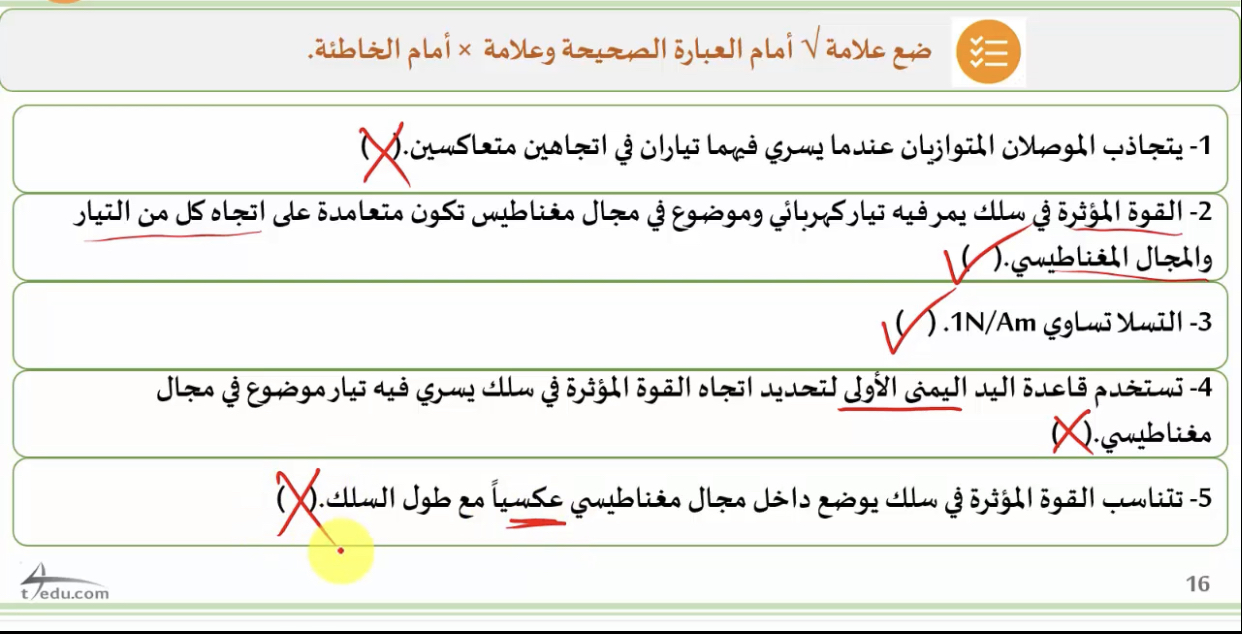 ضع علامة √ أمام العبارة الصحيحة وعلامة × أمام الخاطئة.
1- يتجاذب الموصلان المتوازيان عندما يسري فيهما تياران في اتجاهين متعاكسين.( )
2- القوة المؤثرة في سلك يمر فيه تيار كهربائي وموضوع في مجال مغناطيس تكون متعامدة على اتجاه كل من التيار
والمجال المغناطيسي.( )
3- التسلا تساوي 1N/Am. ( )
4- تستخدم قاعدة اليد اليمنى الأولى لتحديد اتجاه القوة المؤثرة في سلك يسري فيه تيار موضوع في مجال
مغناطيسي.( )
5- تتناسب القوة المؤثرة في سلك يوضع داخل مجال مغناطيسي عكسياً مع طول السلك.( )
t4edu.com
16